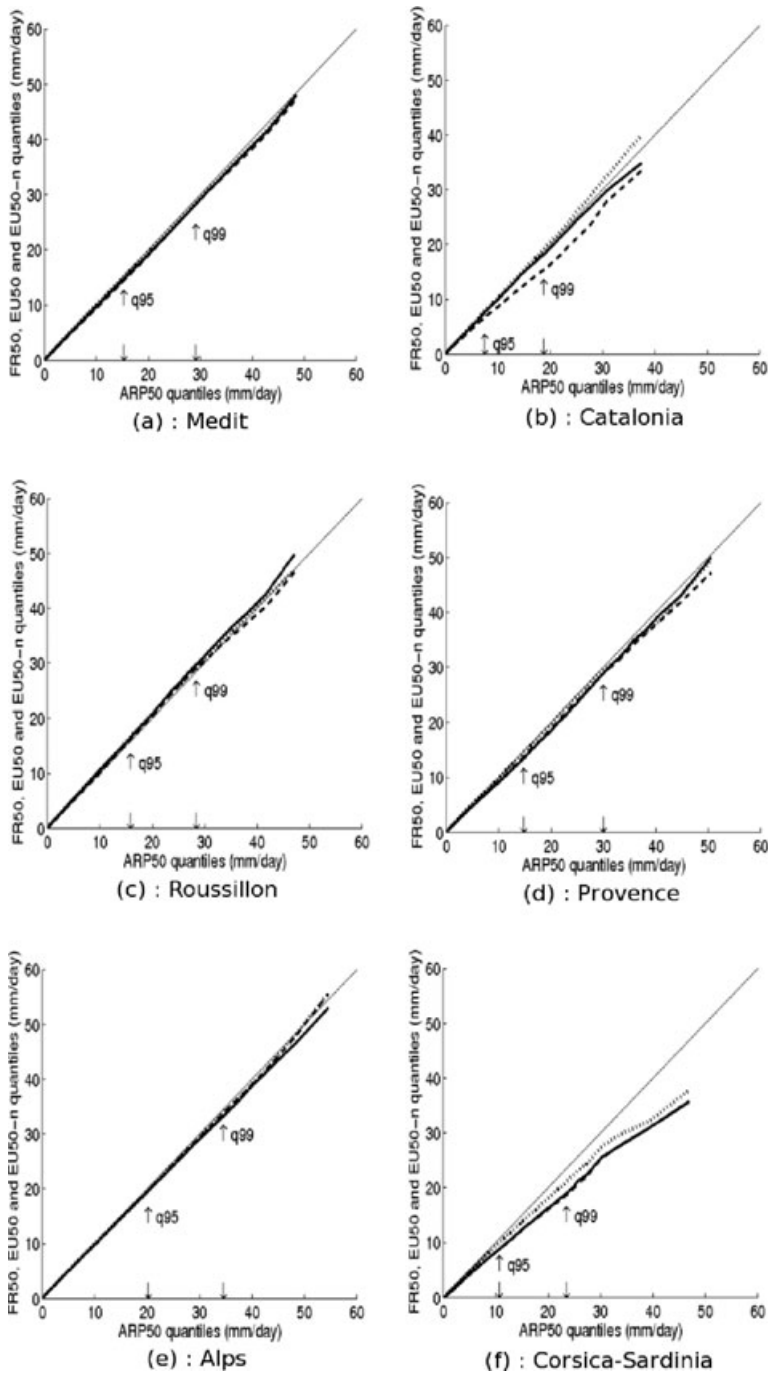 FR50, EU50 and EU50-n quantiles (mm/day)
60
50
40
30
20
10
0
↑ q99
↑ q95
0 10 20 30 40 50 60
ARP50 quantiles (mm/day)
(a) : Medit
FR50, EU50 and EU50-n quantiles (mm/day)
60
50
40
30
20
10
0
↑ q99
↑ q95
0 10 20 30 40 50 60
ARP50 quantiles (mm/day)
(b) : Catalonia
FR50, EU50 and EU50-n quantiles (mm/day)
60
50
40
30
20
10
0
↑ q99
↑ q95
0 10 20 30 40 50 60
ARP50 quantiles (mm/day)
(c) : Roussillon
FR50, EU50 and EU50-n quantiles (mm/day)
60
50
40
30
20
10
0
↑ q99
↑ q95
0 10 20 30 40 50 60
ARP50 quantiles (mm/day)
(d) : Provence
FR50, EU50 and EU50-n quantiles (mm/day)
60
50
40
30
20
10
0
↑ q99
↑ q95
0 10 20 30 40 50 60
ARP50 quantiles (mm/day)
(e) : Alps
FR50, EU50 and EU50-n quantiles (mm/day)
60
50
40
30
20
10
0
↑ q99
↑ q95
0 10 20 30 40 50 60
ARP50 quantiles (mm/day)
(f) : Corsica-Sardinia